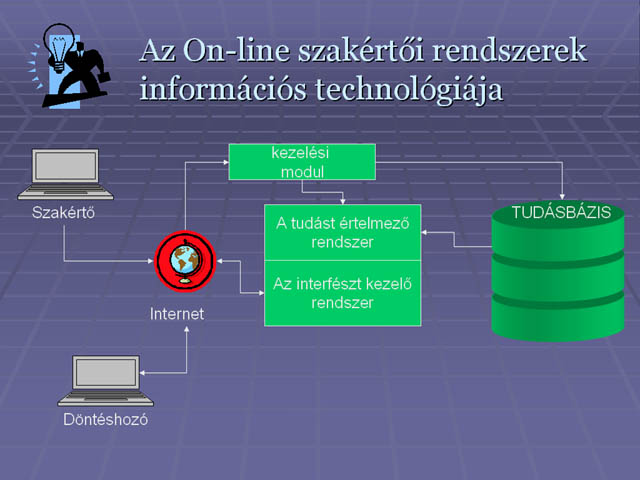 Az On-line szakértői rendszerek
információs technológiája
kezelési
modul
Szakértő
A tudást értelmező
rendszer
TUDÁSBÁZIS
Az interfészt kezelő
rendszer
Internet
Döntéshozó